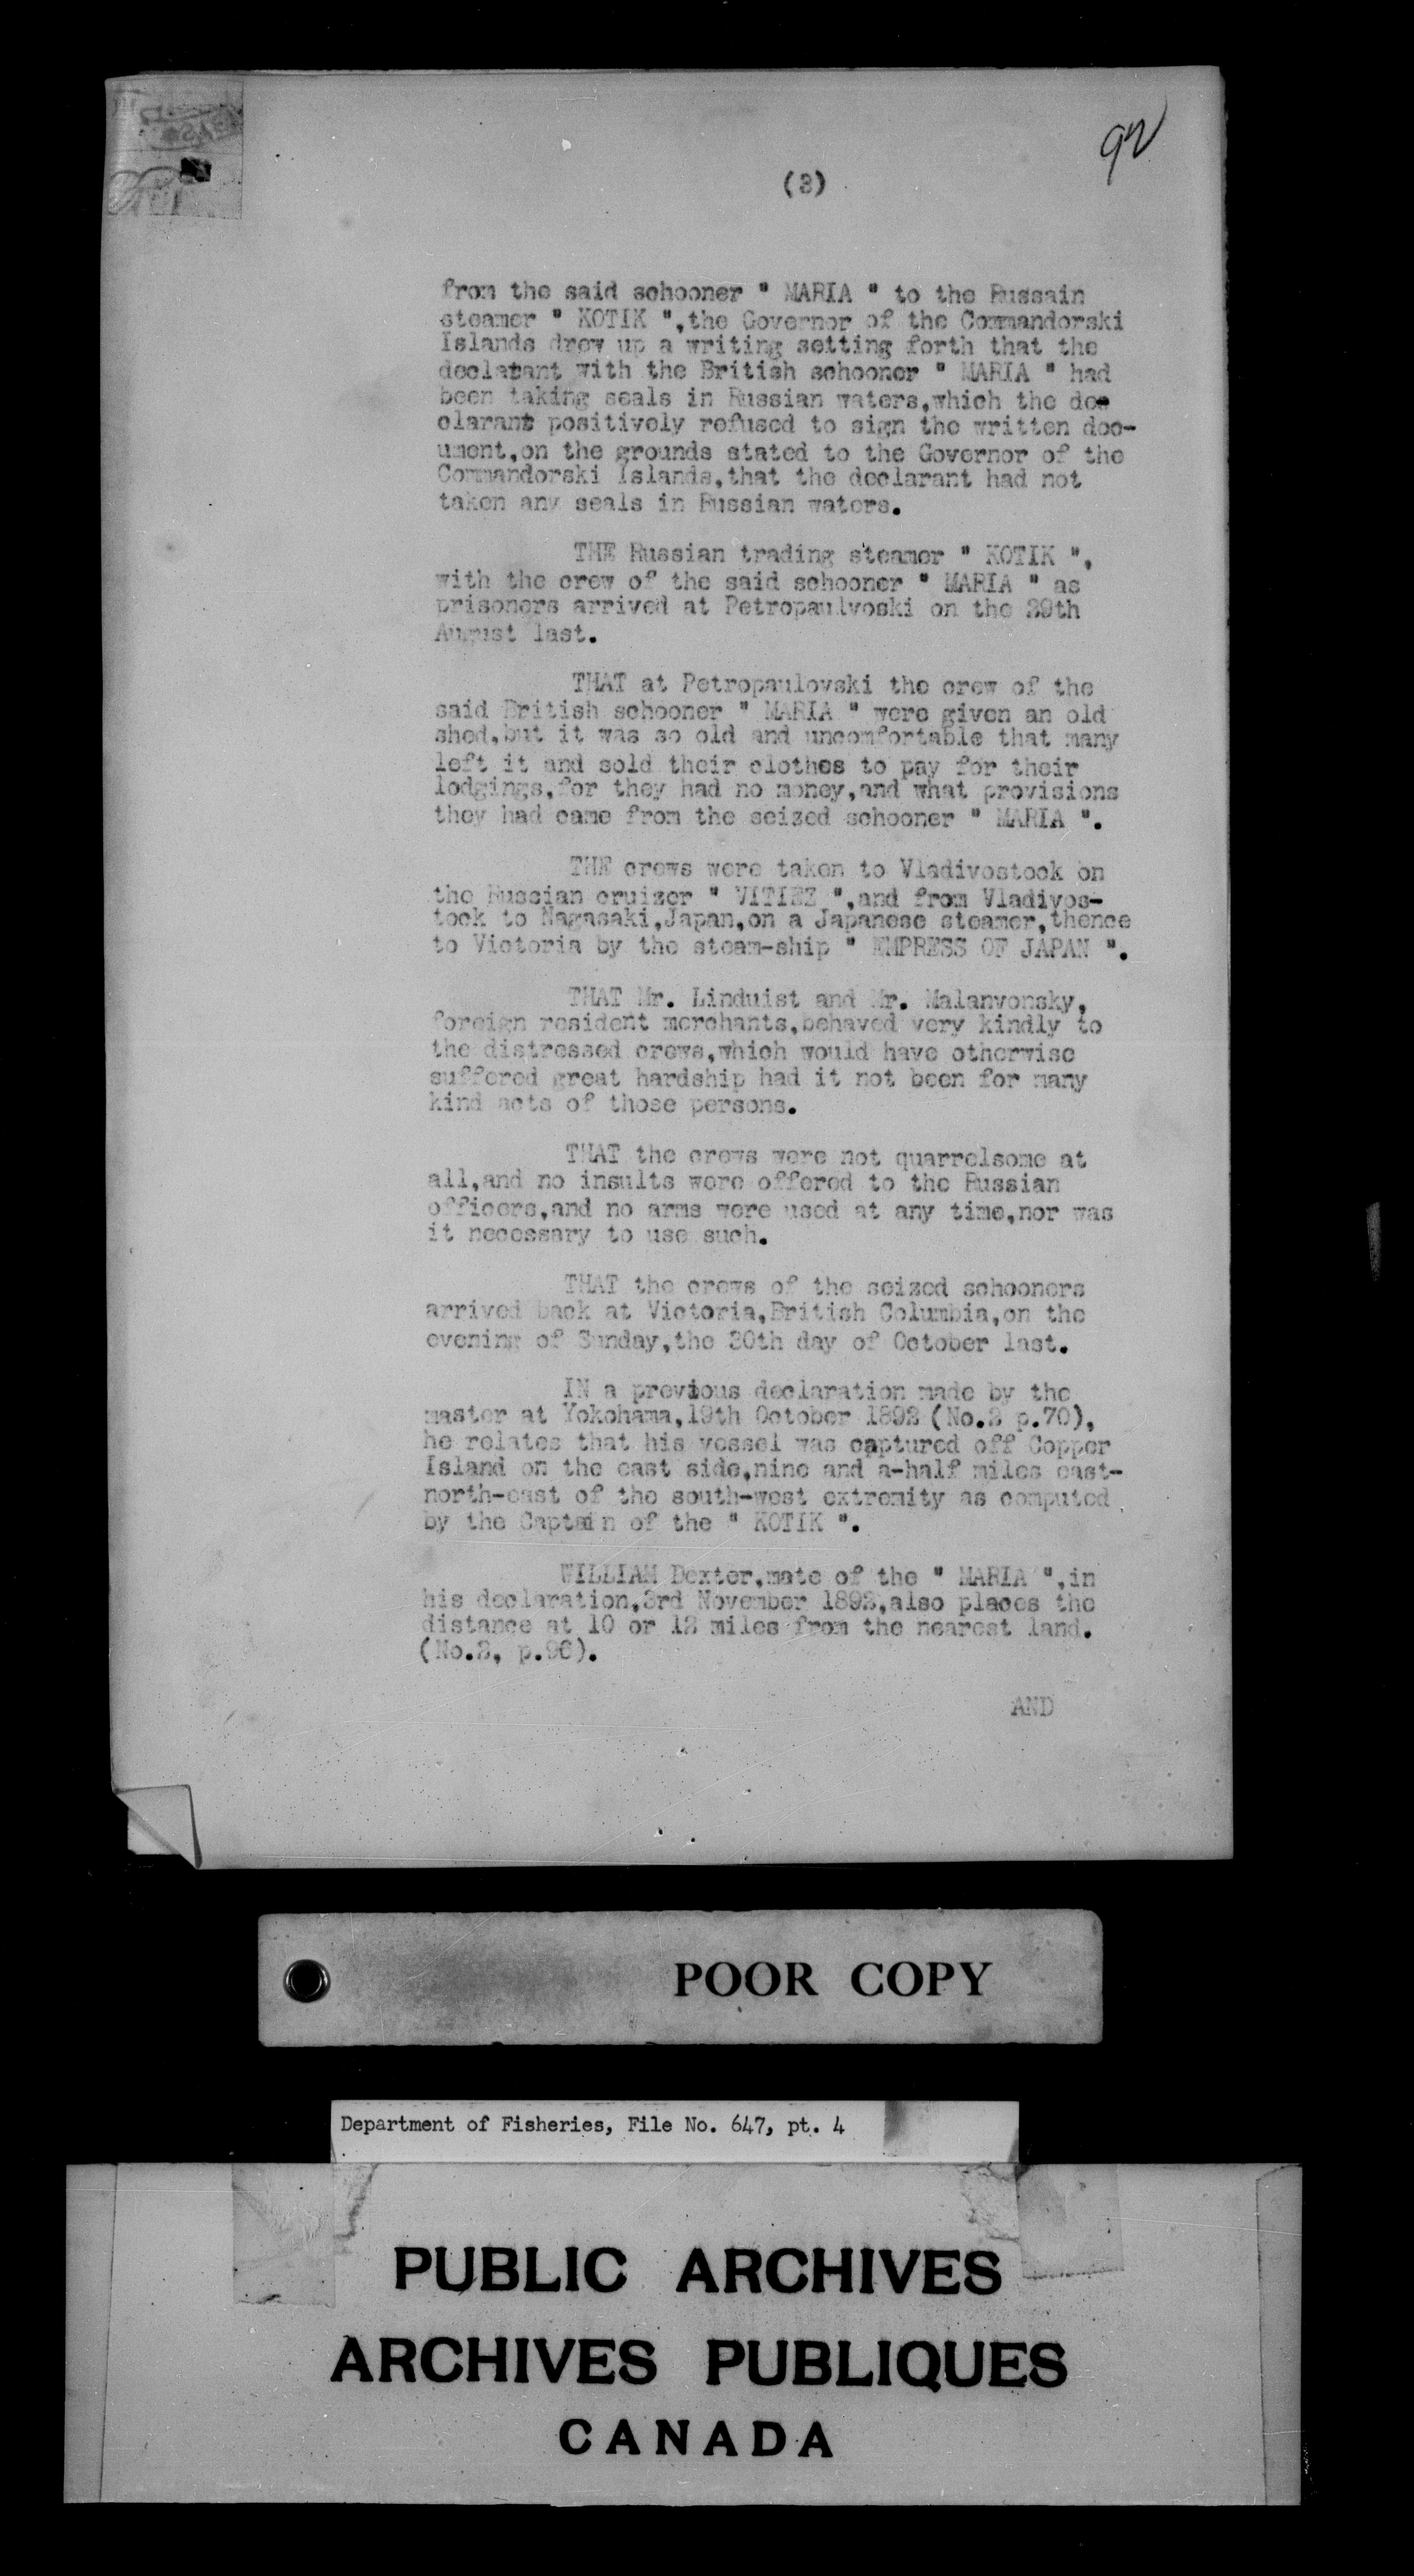 92
(3)
from the said schooner " MARIA " to the Russain
steamer " KOTIK ",the Governor of the Commandorski
Islands drew up a writing setting forth that the
declarant with the British schooner " MARIA " had
been taking seals in Russian waters,which the de-
clarant positively refused to sign the written doc-
ument,on the grounds stated to the Governor of the
Commandorski Islands,that the declarant had not
taken any seals in Russian waters.
THE Russian trading steamer " KOTIK ",
with the crew of the said schooner " MARIA " as
prisoners arrived at Petropaulvoski on the 29th
August last.
THAT at Petropaulovski the crew of the
said British schooner " MARIA " were given an old
shed,but it was so old and uncomfortable that many
left it and sold their clothes to pay for their
lodgings,for they had no money,and what provisions
they had came from the seized schooner " MARIA ".
THE crews were taken to Vladivostock on
the Russian cruizer " VITIEZ ",and from Vladivos-
tock to Nagasaki,Japan,on a Japanese steamer,thence
to Victoria by the steam-ship " EMPRESS OF JAPAN ".
THAT Mr. Linduist and Mr. Malanvonsky,
foreign resident merchants,behaved very kindly to
the distressed crews,which would have otherwise
suffered great hardship had it not been for many
kind acts of those persons.
THAT the crews were not quarrelsome at
all,and no insults were offered to the Russian
officers,and no arms were used at any time,nor was
it necessary to use such.
THAT the crews of the seized schooners
arrived back at Victoria,British Columbia,on the
evening of Sunday,the 30th day of October last.
IN a previous declaration made by the
master at Yokohama,19th October 1892 (No.2 p.70),
he relates that his vessel was captured off Copper
Island on the east side,nine and a-half miles east-
north-east of the south-west extremity as computed
by the Captain of the " KOTIK ".
WILLIAM Dexter,mate of the " MARIA ",in
his declaration,3rd November 1892,also places the
distance at 10 or 12 miles from the nearest land.
(No.2, p.96).
AND
POOR COPY
Department of Fisheries, File No. 647, pt. 4
PUBLIC ARCHIVES
ARCHIVES PUBLIQUES
CANADA